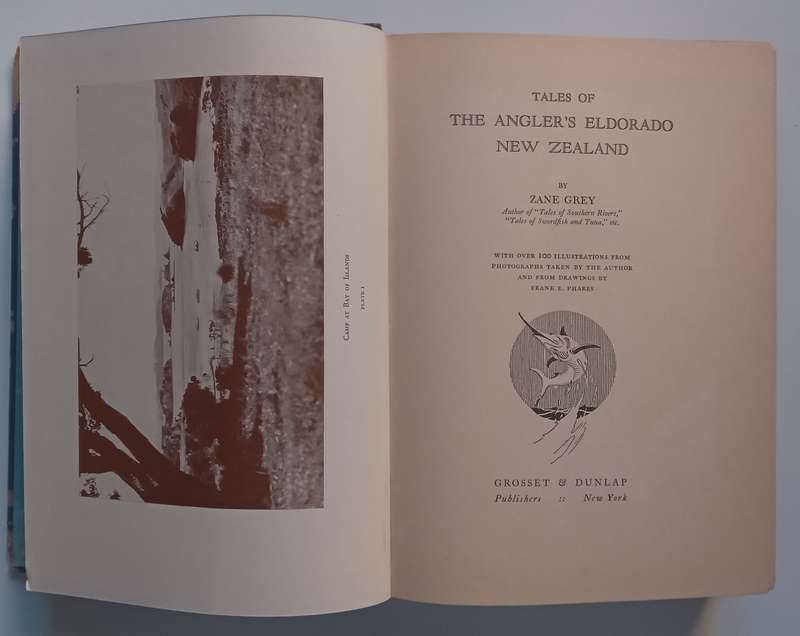 Camp at Bay of Islands
PLATE I
TALES OF
THE ANGLER'S ELDORADO
NEW ZEALAND
BY
ZANE GREY
Author of "Tales of Southern Rivers,"
"Tales of Swordfish and Tuna," etc.
WITH OVER 100 ILLUSTRATIONS FROM
PHOTOGRAPHS TAKEN BY THE AUTHOR
AND FROM DRAWINGS BY
FRANK E. PHARES
GROSSET & DUNLAP
Publishers :: New York